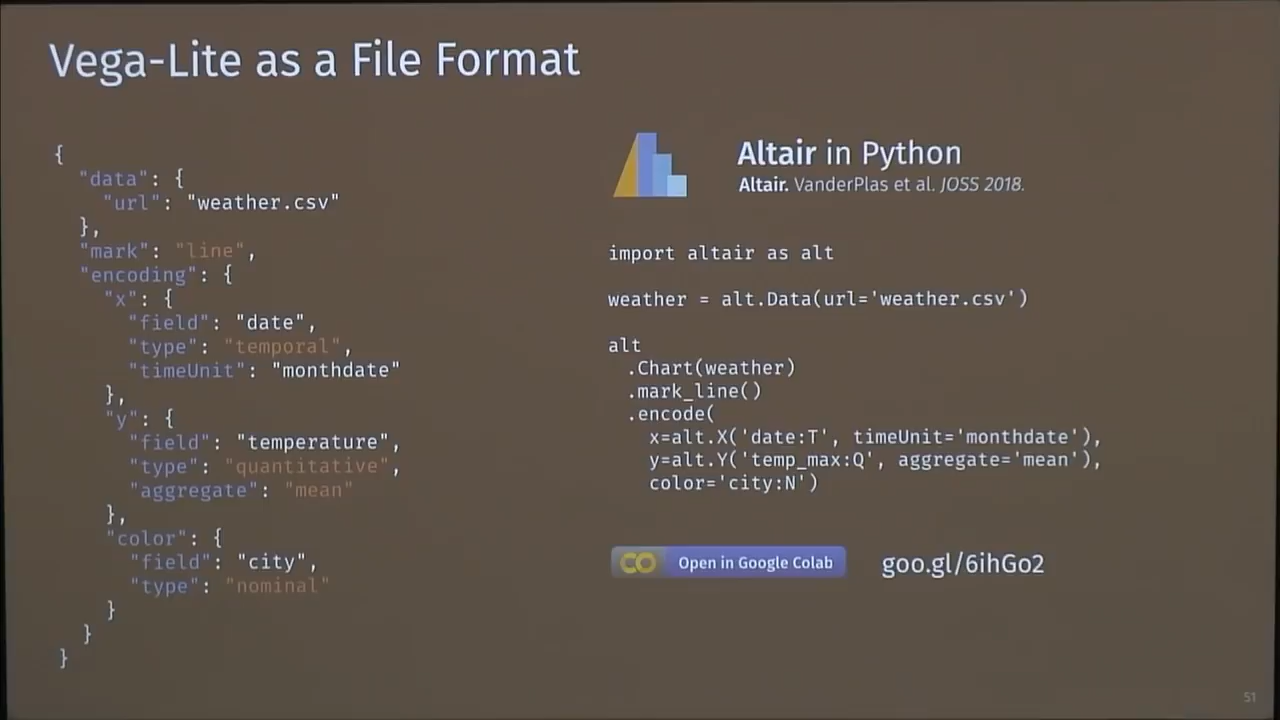 Vega-Lite as a File Format
{
"data": {
"url": "weather.csv"
},
"mark": "line",
"encoding": {
"x": {
"field": "date",
"type": "temporal",
"timeUnit": "monthdate"
},
"y": {
"field": "temperature",
"type": "quantitative",
"aggregate": "mean"
},
"color": {
"field": "city",
"type": "nominal"
}
}
}
Altair in Python
Altair. VanderPlas et al. JOSS 2018.
import altair as alt
weather = alt.Data(url='weather.csv')
alt
.Chart(weather)
.mark_line()
.encode(
x=alt.X('date:T', timeUnit='monthdate'),
y=alt.Y('temp_max:Q', aggregate='mean'),
color='city:N')
CO Open in Google Colab
goo.gl/6ihGo2
51